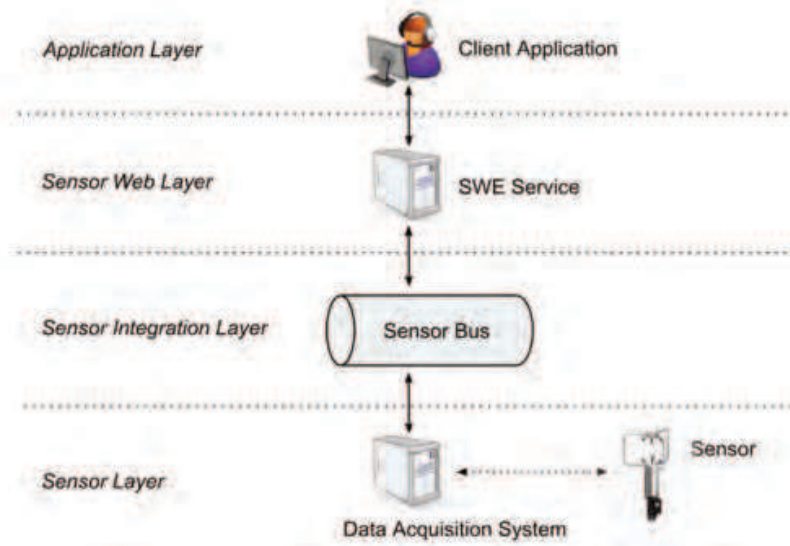 Application Layer
Client Application
Sensor Web Layer
SWE Service
Sensor Integration Layer
Sensor Bus
Sensor Layer
Sensor
Data Acquisition System